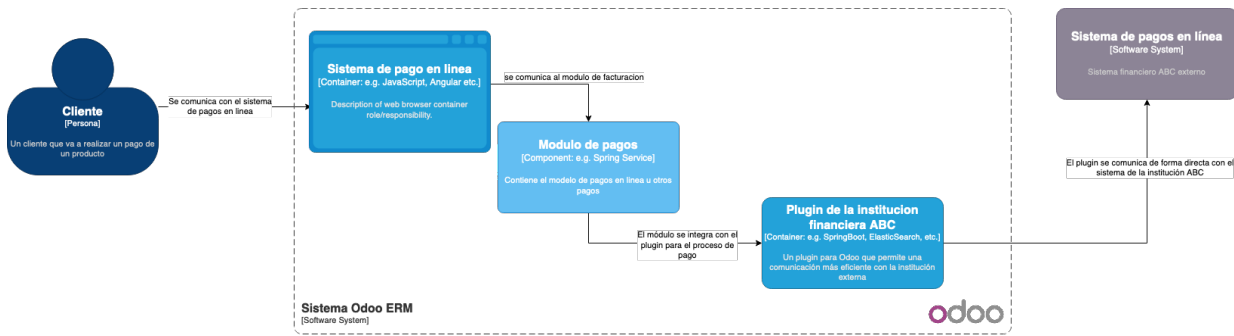 Cliente
[Persona]
Un cliente que va a realizar un pago de
un producto
Se comunica con el sistema
de pagos en linea
Sistema de pago en linea
[Container: e.g. JavaScript, Angular etc.]
Description of web browser container
role/responsibility.
se comunica al modulo de facturacion
Modulo de pagos
[Component: e.g. Spring Service]
Contiene el modelo de pagos en linea u otros
pagos
El módulo se integra con el
plugin para el proceso de
pago
Plugin de la institucion
financiera ABC
[Container: e.g. SpringBoot, ElasticSearch, etc.]
Un plugin para Odoo que permite una
comunicación más eficiente con la institución
externa
El plugin se comunica de forma directa con el
sistema de la institución ABC
Sistema de pagos en línea
[Software System]
Sistema financiero ABC externo
Sistema Odoo ERM
[Software System]
odoo